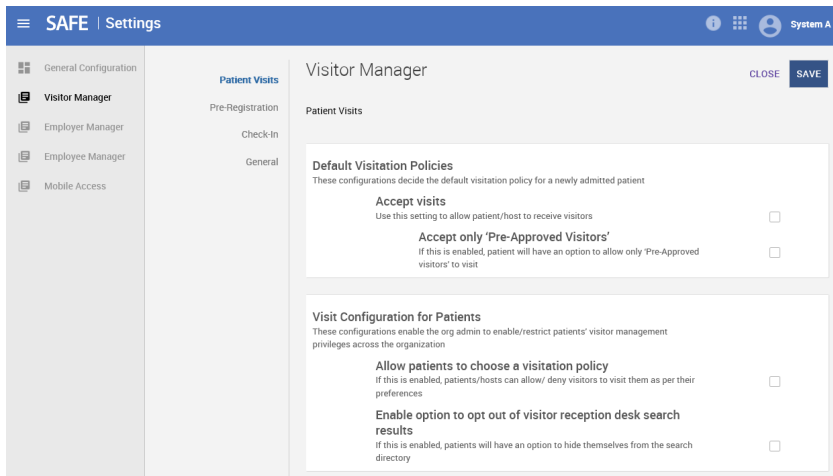 SAFE | Settings
System A
General Configuration
Visitor Manager
Employer Manager
Employee Manager
Mobile Access
Patient Visits
Pre-Registration
Check-In
General
Visitor Manager
CLOSE
SAVE
Patient Visits
Default Visitation Policies
These configurations decide the default visitation policy for a newly admitted patient
Accept visits
Use this setting to allow patient/host to receive visitors
Accept only ‘Pre-Approved Visitors’
If this is enabled, patient will have an option to allow only ‘Pre-Approved
visitors’ to visit
Visit Configuration for Patients
These configurations enable the org admin to enable/restrict patients’ visitor management
privileges across the organization
Allow patients to choose a visitation policy
If this is enabled, patients/hosts can allow/ deny visitors to visit them as per their
preferences
Enable option to opt out of visitor reception desk search
results
If this is enabled, patients will have an option to hide themselves from the search
directory